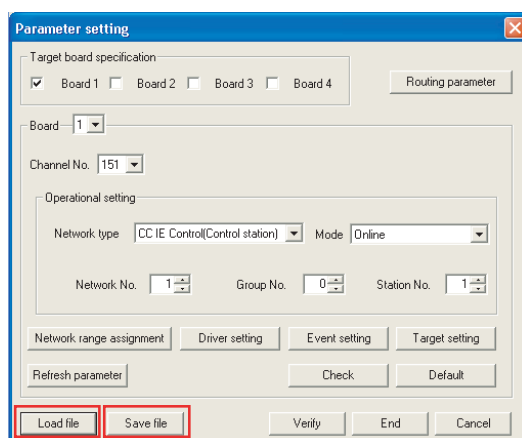 Parameter setting
Target board specification
Board 1 Board 2 Board 3 Board 4 Routing parameter
Board 1
Channel No. 151
Operational setting
Network type CC IE Control(Control station) Mode Online
Network No. 1 Group No. 0 Station No. 1
Network range assignment Driver setting Event setting Target setting
Refresh parameter Check Default
Load file Save file Verify End Cancel